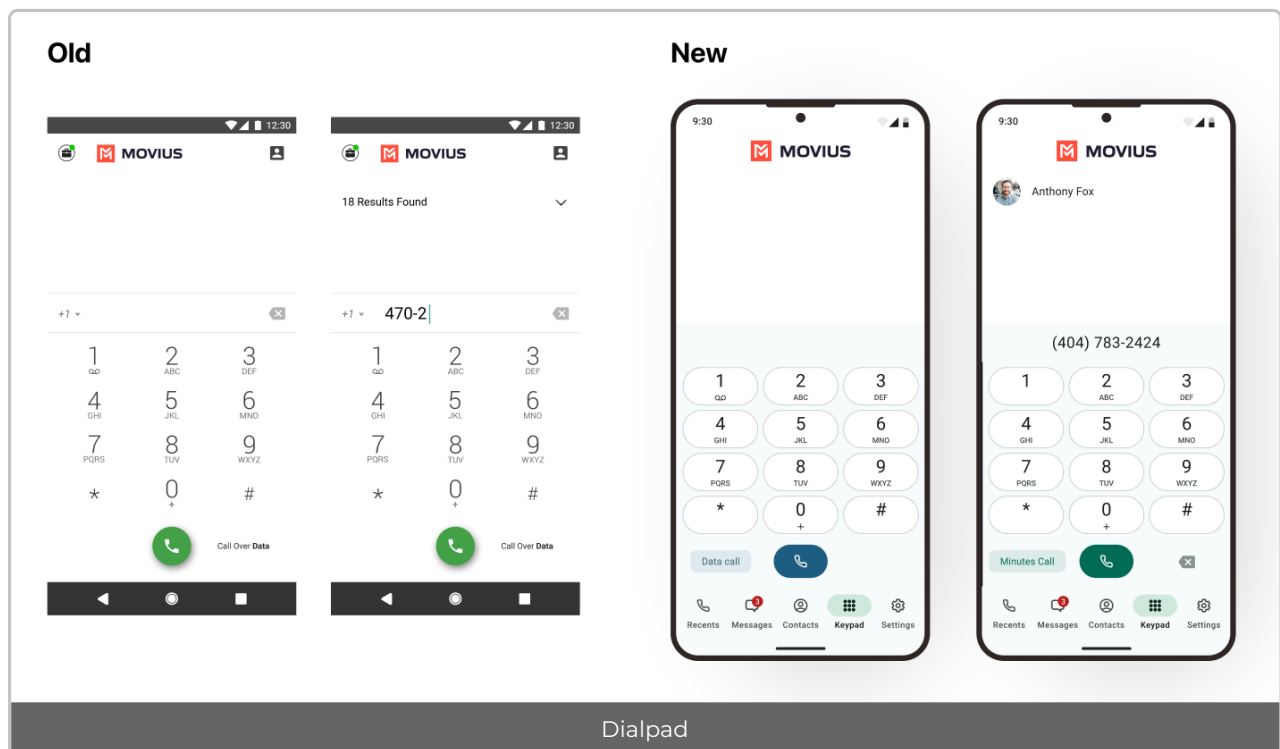 Old
12:30
MOVIUS
+1
1
2
ABC
3
DEF
4
GHI
5
JKL
6
MNO
7
PQRS
8
TUV
9
WXYZ
*
0
+
#
Call Over Data
12:30
MOVIUS
18 Results Found
+1 470-2
1
2
ABC
3
DEF
4
GHI
5
JKL
6
MNO
7
PQRS
8
TUV
9
WXYZ
*
0
+
#
Call Over Data
New
9:30
MOVIUS
1
2
ABC
3
DEF
4
GHI
5
JKL
6
MNO
7
PQRS
8
TUV
9
WXYZ
*
0
+
#
Data call
3
Recents Messages Contacts Keypad Settings
9:30
MOVIUS
Anthony Fox
(404) 783-2424
1
2
ABC
3
DEF
4
GHI
5
JKL
6
MNO
7
PQRS
8
TUV
9
WXYZ
*
0
+
#
Minutes Call
3
Recents Messages Contacts Keypad Settings
Dialpad